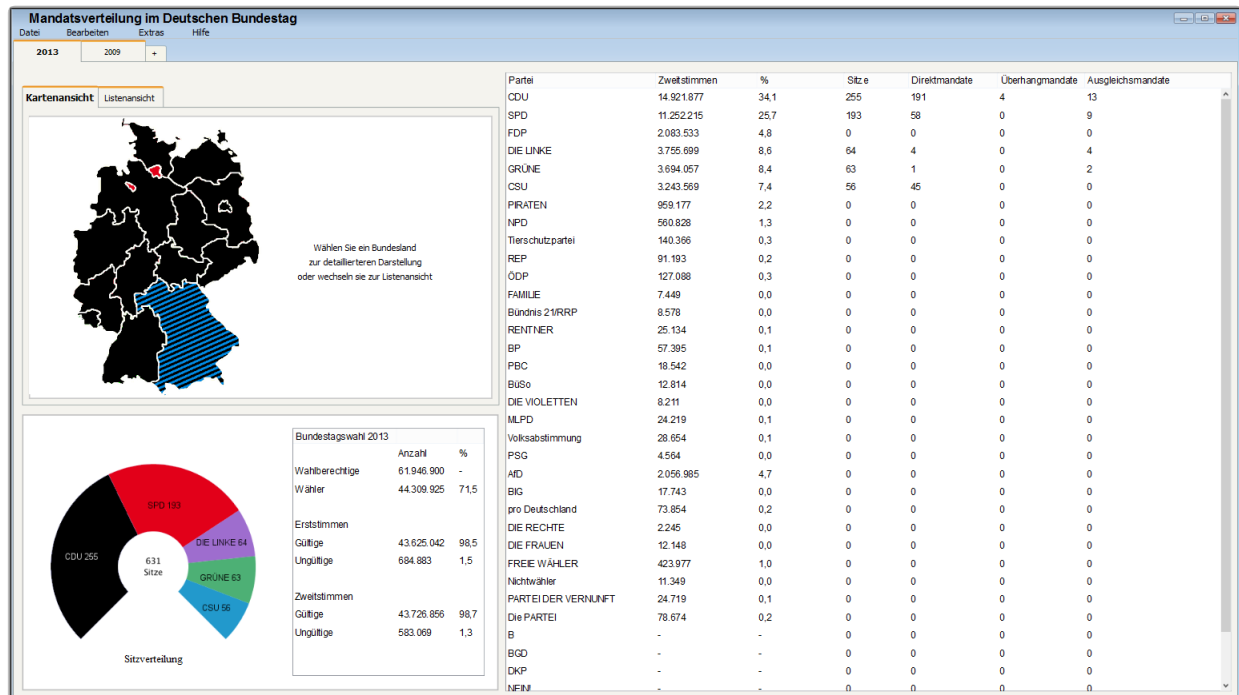 Mandatsverteilung im Deutschen Bundestag
Datei Bearbeiten Extras Hilfe
2013 2009 +
Kartenansicht Listenansicht
Wählen Sie ein Bundesland
zur detaillierteren Darstellung
oder wechseln sie zur Listenansicht
SPD 193
DIE LINKE 64
CDU 255
631
Sitze
GRÜNE 63
CSU 56
Sitzverteilung
Bundestagswahl 2013
Anzahl %
Wahlberechtige 61.946.900 -
Wähler 44.309.925 71,5
Erststimmen
Gültige 43.625.042 98,5
Ungültige 684.883 1,5
Zweitstimmen
Gültige 43.726.856 98,7
Ungültige 583.069 1,3
Partei Zweitstimmen % Sitze Direktmandate Überhangmandate Ausgleichsmandate
CDU 14.921.877 34,1 255 191 4 13
SPD 11.252.215 25,7 193 58 0 9
FDP 2.083.533 4,8 0 0 0 0
DIE LINKE 3.755.699 8,6 64 4 0 4
GRÜNE 3.694.057 8,4 63 1 0 2
CSU 3.243.569 7,4 56 45 0 0
PIRATEN 959.177 2,2 0 0 0 0
NPD 560.828 1,3 0 0 0 0
Tierschutzpartei 140.366 0,3 0 0 0 0
REP 91.193 0,2 0 0 0 0
ÖDP 127.088 0,3 0 0 0 0
FAMILIE 7.449 0,0 0 0 0 0
Bündnis 21/RRP 8.578 0,0 0 0 0 0
RENTNER 25.134 0,1 0 0 0 0
BP 57.395 0,1 0 0 0 0
PBC 18.542 0,0 0 0 0 0
BüSo 12.814 0,0 0 0 0 0
DIE VIOLETTEN 8.211 0,0 0 0 0 0
MLPD 24.219 0,1 0 0 0 0
Volksabstimmung 28.654 0,1 0 0 0 0
PSG 4.564 0,0 0 0 0 0
AfD 2.056.985 4,7 0 0 0 0
BIG 17.743 0,0 0 0 0 0
pro Deutschland 73.854 0,2 0 0 0 0
DIE RECHTE 2.245 0,0 0 0 0 0
DIE FRAUEN 12.148 0,0 0 0 0 0
FREIE WÄHLER 423.977 1,0 0 0 0 0
Nichtwähler 11.349 0,0 0 0 0 0
PARTEI DER VERNUNFT 24.719 0,1 0 0 0 0
Die PARTEI 78.674 0,2 0 0 0 0
B - - 0 0 0 0
BGD - - 0 0 0 0
DKP - - 0 0 0 0
NEIN! - - 0 0 0 0